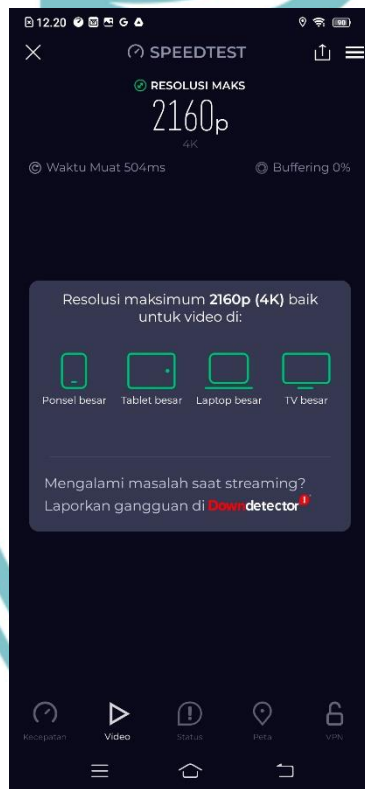 12.20 G 90
SPEEDTEST
RESOLUSI MAKS
2160p
4K
Waktu Muat 504ms Buffering 0%
Resolusi maksimum 2160p (4K) baik
untuk video di:
Ponsel besar Tablet besar Laptop besar TV besar
Mengalami masalah saat streaming?
Laporkan gangguan di Downdetector
Kecepatan Video Status Peta VPN